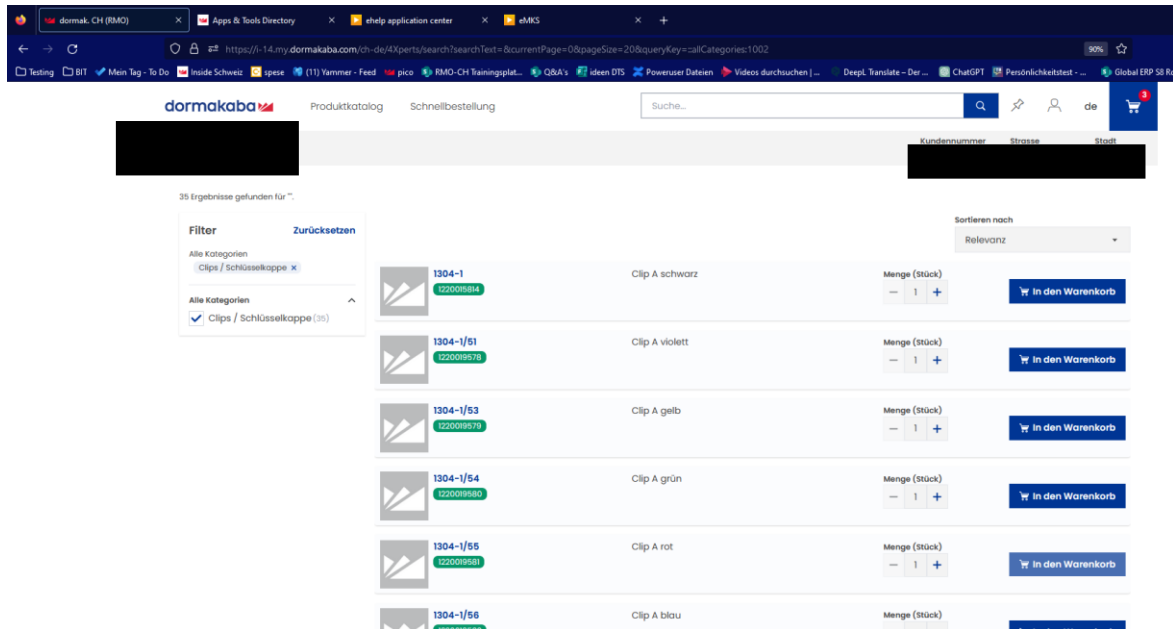 dormak. CH (RMO)
Apps & Tools Directory
ehelp application center
eMKS
https://i-14.my.dormakaba.com/ch-de/4Xperts/search?searchText=&currentPage=0&pageSize=20&queryKey=::allCategories:1002
90%
Testing
BIT
Mein Tag - To Do
Inside Schweiz
spese
(11) Yammer - Feed
pico
RMO-CH Trainingsplat...
Q&A's
ideen DTS
Poweruser Dateien
Videos durchsuchen | ...
DeepL Translate – Der ...
ChatGPT
Persönlichkeitstest - ...
Global ERP S8
dormakaba
Produktkatalog
Schnellbestellung
Suche...
de
3
Kundennummer
Strasse
Stadt
35 Ergebnisse gefunden für "".
Filter
Zurücksetzen
Alle Kategorien
Clips / Schlüsselkappe ×
Alle Kategorien
Clips / Schlüsselkappe (35)
Sortieren nach
Relevanz
1304-1
1220015814
Clip A schwarz
Menge (Stück)
− 1 +
In den Warenkorb
1304-1/51
1220019578
Clip A violett
Menge (Stück)
− 1 +
In den Warenkorb
1304-1/53
1220019579
Clip A gelb
Menge (Stück)
− 1 +
In den Warenkorb
1304-1/54
1220019580
Clip A grün
Menge (Stück)
− 1 +
In den Warenkorb
1304-1/55
1220019581
Clip A rot
Menge (Stück)
− 1 +
In den Warenkorb
1304-1/56
Clip A blau
Menge (Stück)